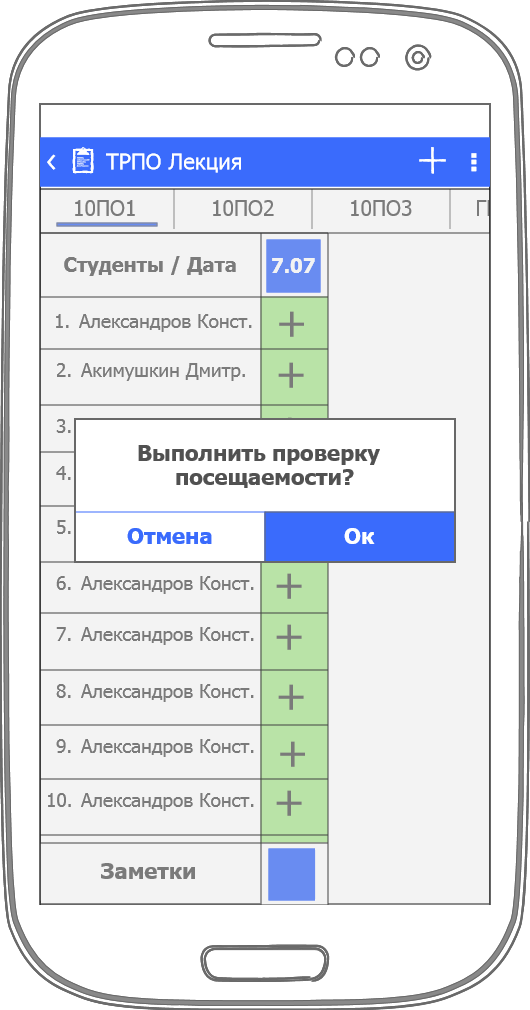 ТРПО Лекция
10ПО1 10ПО2 10ПО3
Студенты / Дата 7.07
1. Александров Конст. +
2. Акимушкин Дмитр. +
3.
4.
Выполнить проверку
посещаемости?
5.
Отмена Ок
6. Александров Конст. +
7. Александров Конст. +
8. Александров Конст. +
9. Александров Конст. +
10. Александров Конст. +
Заметки